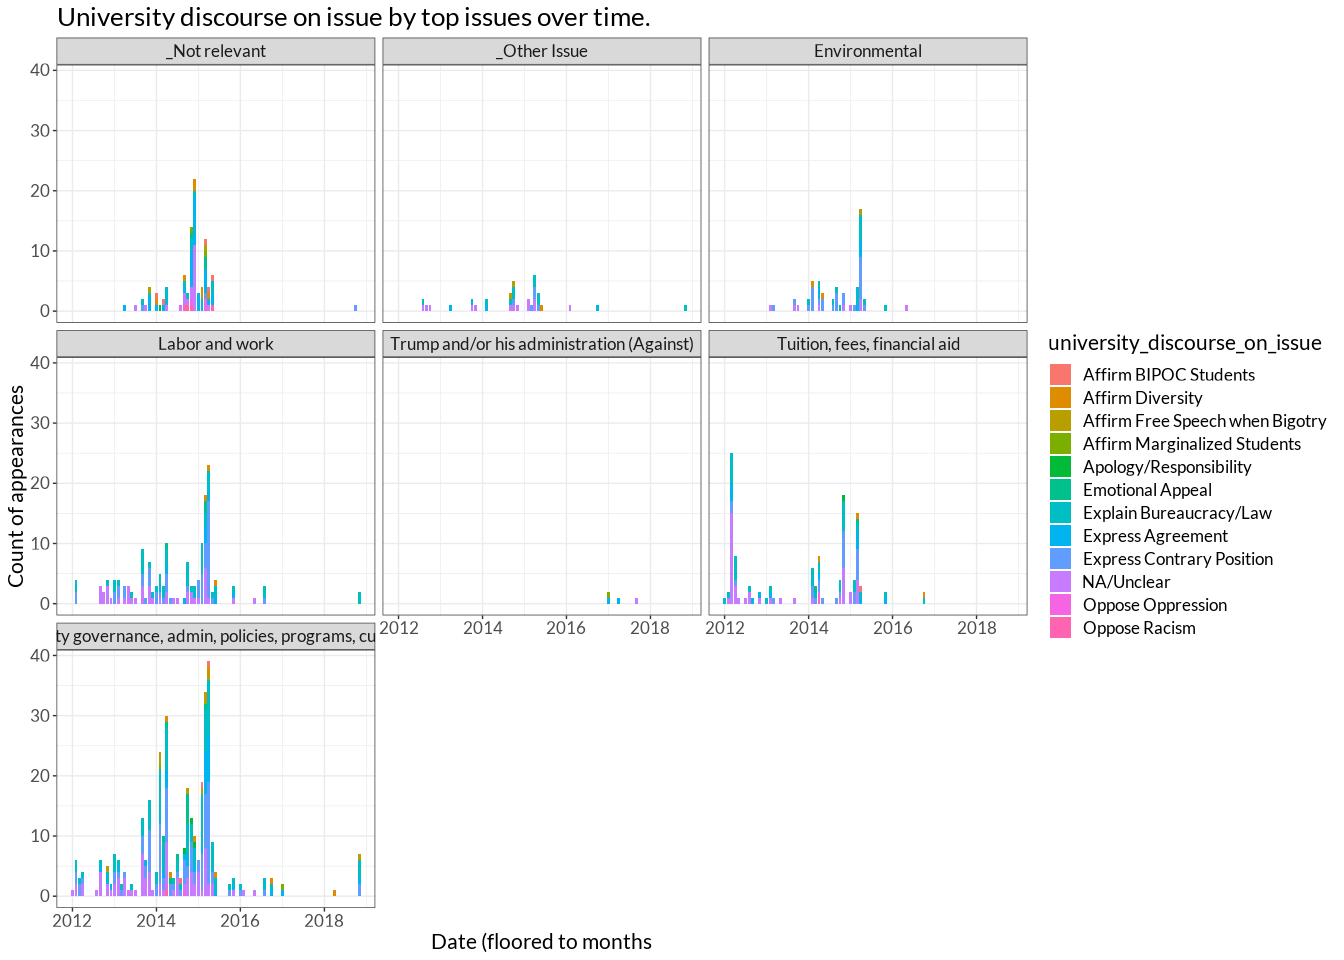 University discourse on issue by top issues over time.
_Not relevant
_Other Issue
Environmental
40
30
20
10
0
Labor and work
Trump and/or his administration (Against)
Tuition, fees, financial aid
40
30
20
10
0
2012 2014 2016 2018
2012 2014 2016 2018
ty governance, admin, policies, programs, cu
40
30
20
10
0
2012 2014 2016 2018
Count of appearances
Date (floored to months
university_discourse_on_issue
Affirm BIPOC Students
Affirm Diversity
Affirm Free Speech when Bigotry
Affirm Marginalized Students
Apology/Responsibility
Emotional Appeal
Explain Bureaucracy/Law
Express Agreement
Express Contrary Position
NA/Unclear
Oppose Oppression
Oppose Racism